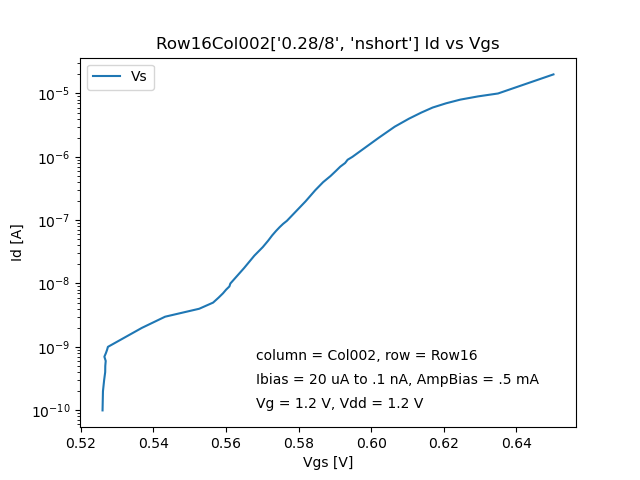 Row16Col002['0.28/8', 'nshort'] Id vs Vgs
Vs
10⁻⁵
10⁻⁶
10⁻⁷
10⁻⁸
10⁻⁹
10⁻¹⁰
Id [A]
column = Col002, row = Row16
Ibias = 20 uA to .1 nA, AmpBias = .5 mA
Vg = 1.2 V, Vdd = 1.2 V
0.52 0.54 0.56 0.58 0.60 0.62 0.64
Vgs [V]